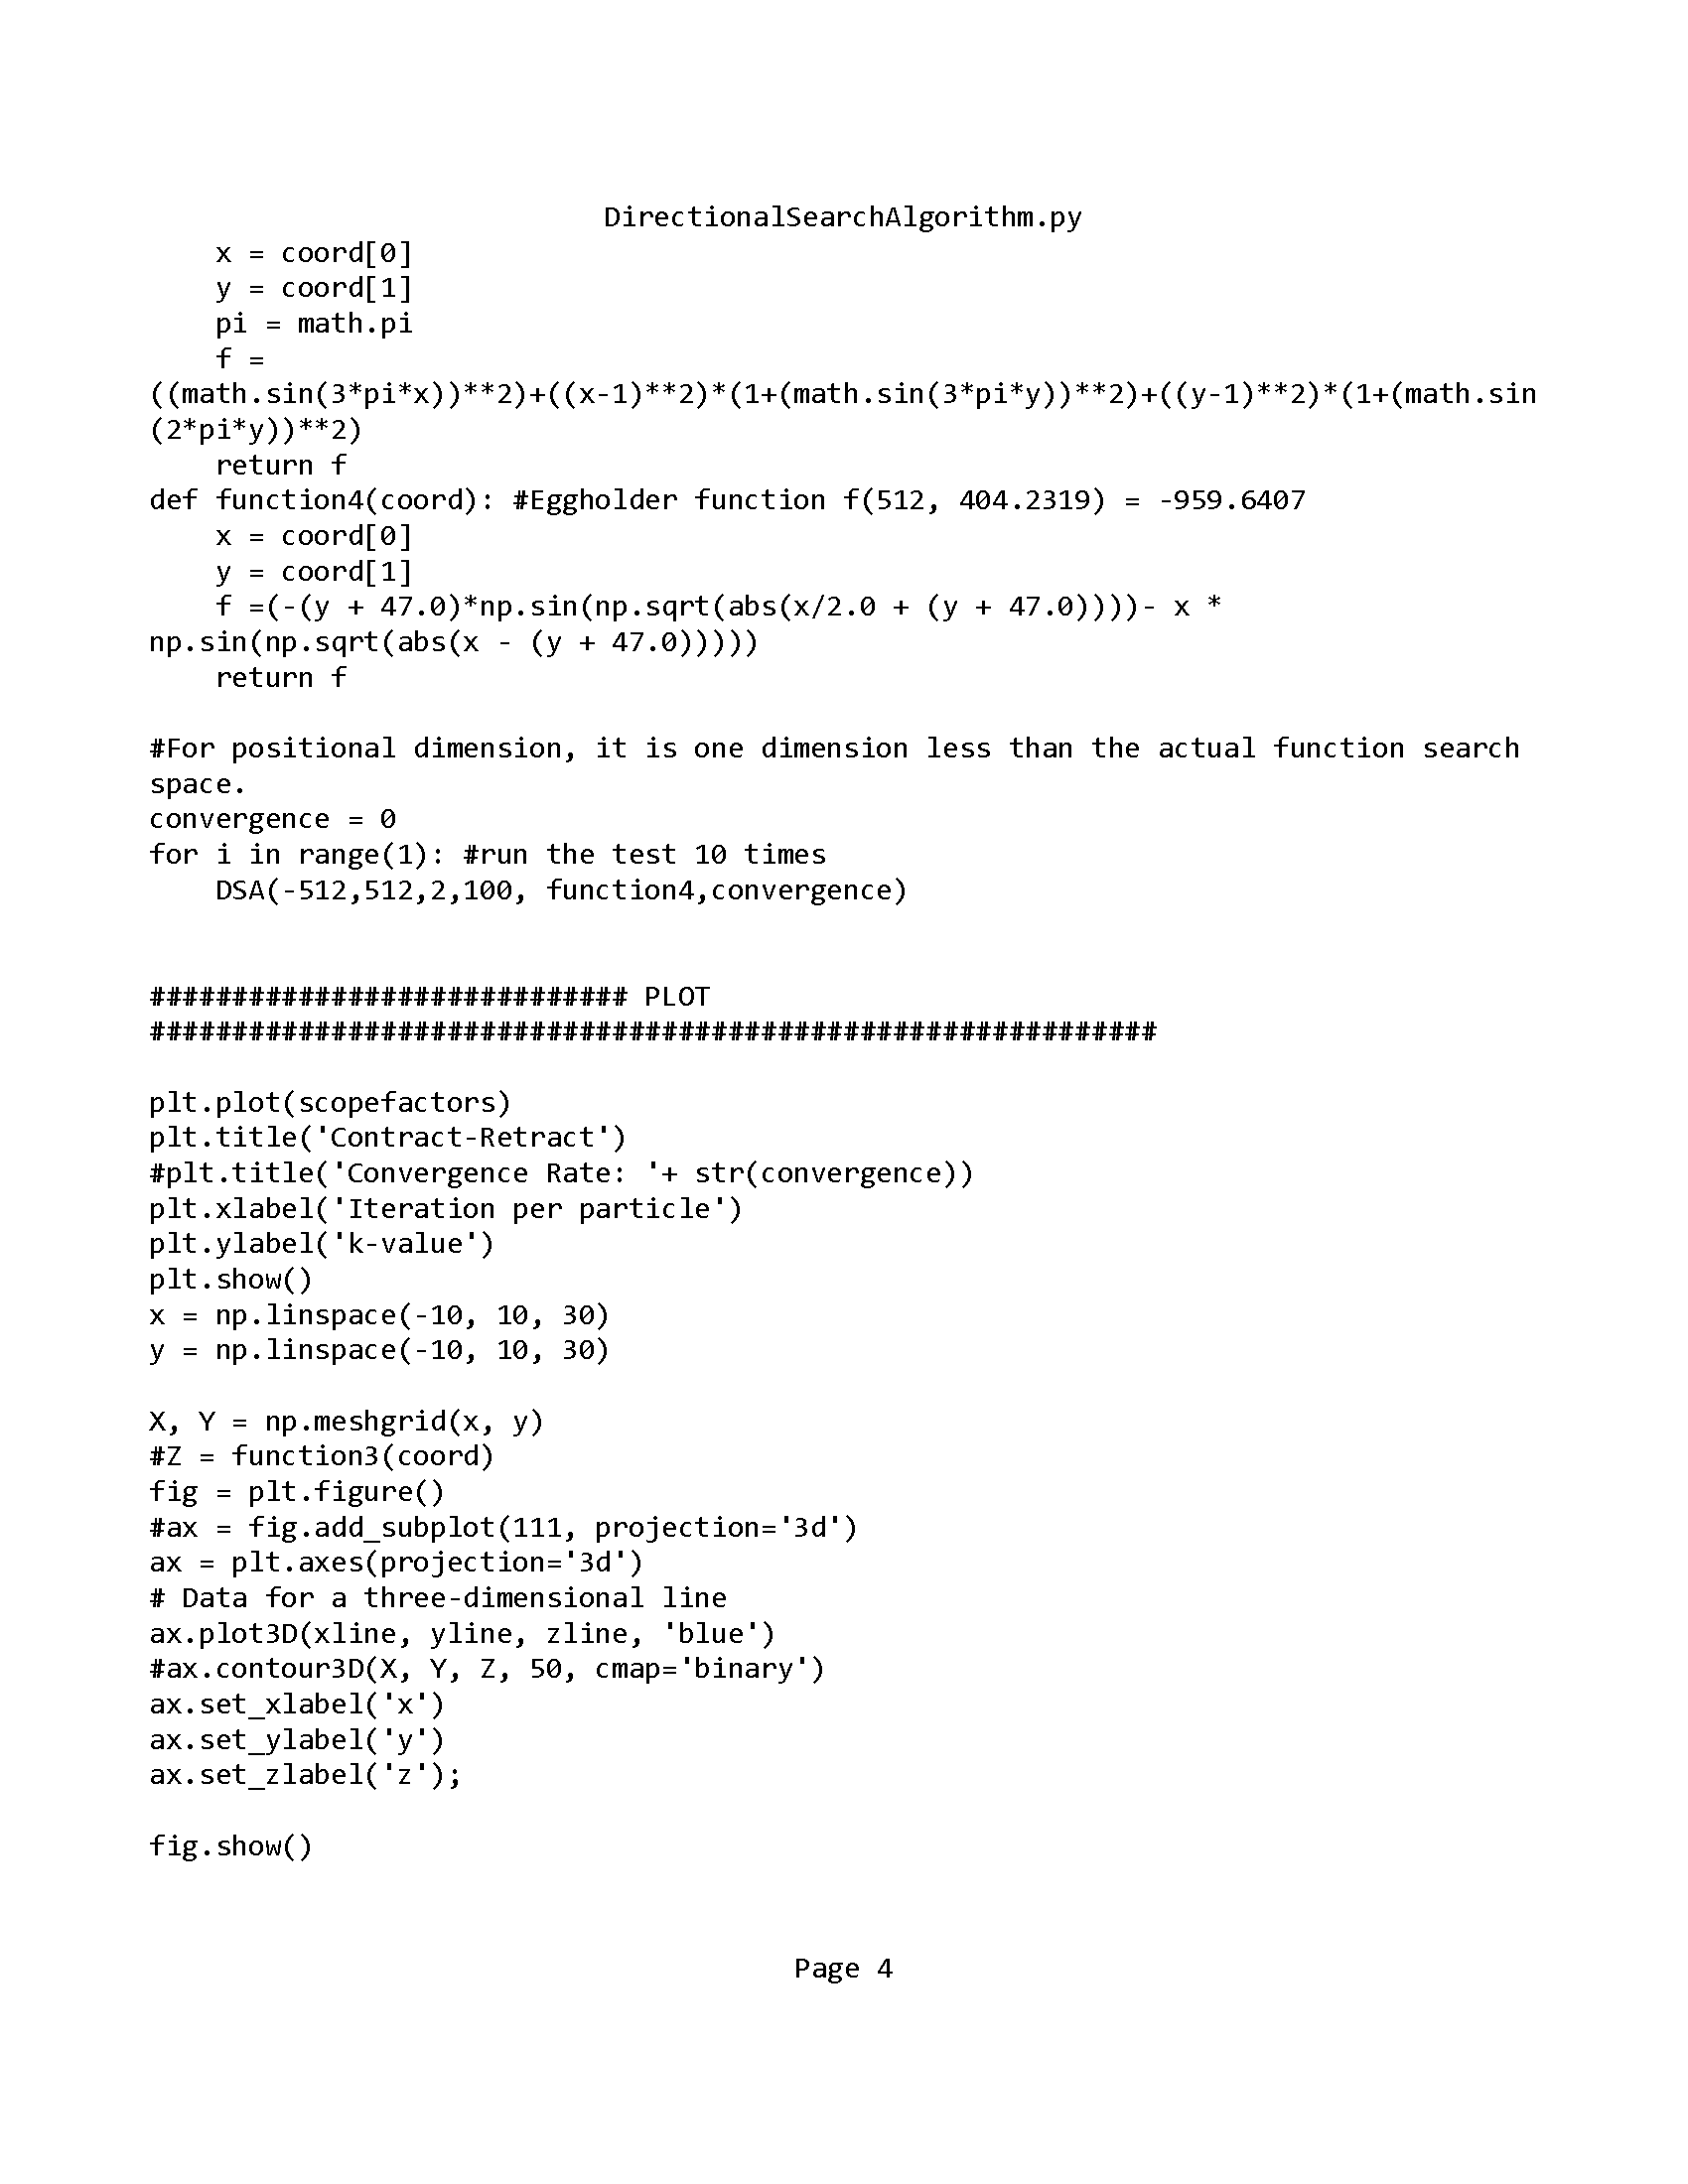 DirectionalSearchAlgorithm.py
    x = coord[0]
    y = coord[1]
    pi = math.pi
    f =
((math.sin(3*pi*x))**2)+((x-1)**2)*(1+(math.sin(3*pi*y))**2)+((y-1)**2)*(1+(math.sin
(2*pi*y))**2)
    return f
def function4(coord): #Eggholder function f(512, 404.2319) = -959.6407
    x = coord[0]
    y = coord[1]
    f =(-(y + 47.0)*np.sin(np.sqrt(abs(x/2.0 + (y + 47.0))))- x *
np.sin(np.sqrt(abs(x - (y + 47.0)))))
    return f

#For positional dimension, it is one dimension less than the actual function search
space.
convergence = 0
for i in range(1): #run the test 10 times
    DSA(-512,512,2,100, function4,convergence)

############################# PLOT
#############################################################

plt.plot(scopefactors)
plt.title('Contract-Retract')
#plt.title('Convergence Rate: '+ str(convergence))
plt.xlabel('Iteration per particle')
plt.ylabel('k-value')
plt.show()
x = np.linspace(-10, 10, 30)
y = np.linspace(-10, 10, 30)

X, Y = np.meshgrid(x, y)
#Z = function3(coord)
fig = plt.figure()
#ax = fig.add_subplot(111, projection='3d')
ax = plt.axes(projection='3d')
# Data for a three-dimensional line
ax.plot3D(xline, yline, zline, 'blue')
#ax.contour3D(X, Y, Z, 50, cmap='binary')
ax.set_xlabel('x')
ax.set_ylabel('y')
ax.set_zlabel('z');

fig.show()

Page 4